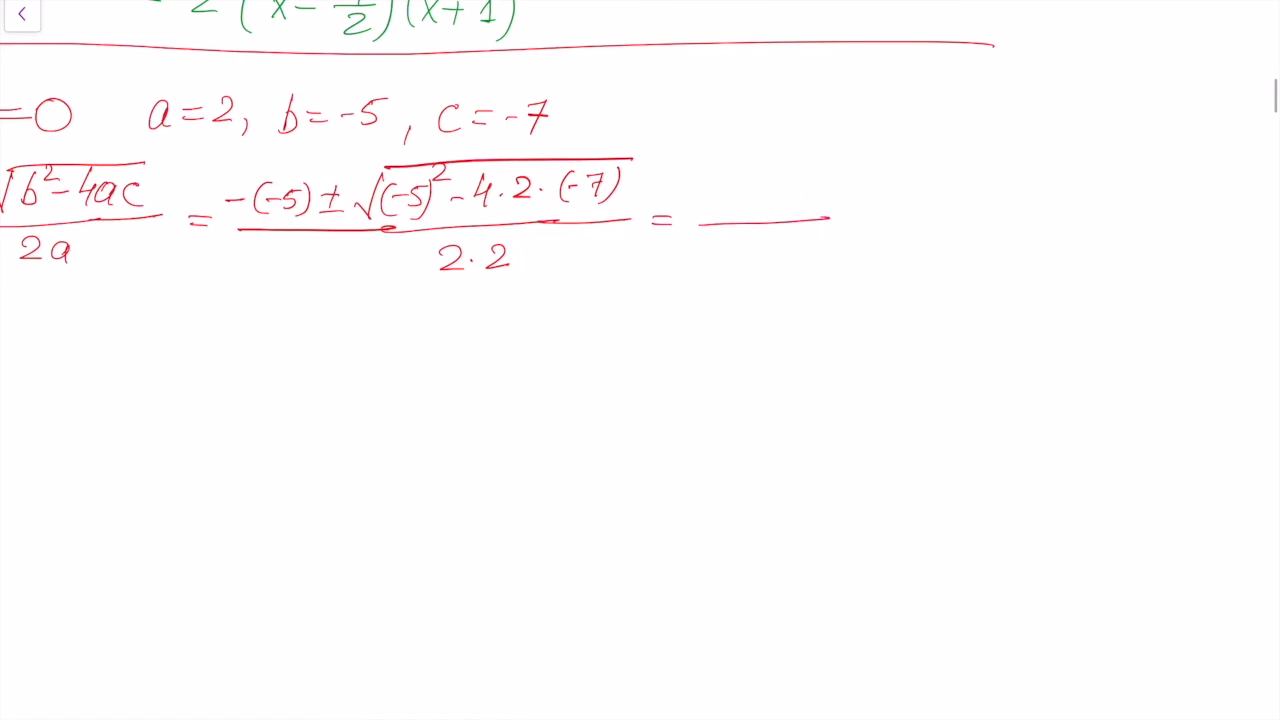 2 (x - 1/2)(x + 1)
=0 a=2, b=-5, c=-7
√(b² - 4ac) / 2a = (-(-5) ± √((-5)² - 4·2·(-7))) / 2·2 =